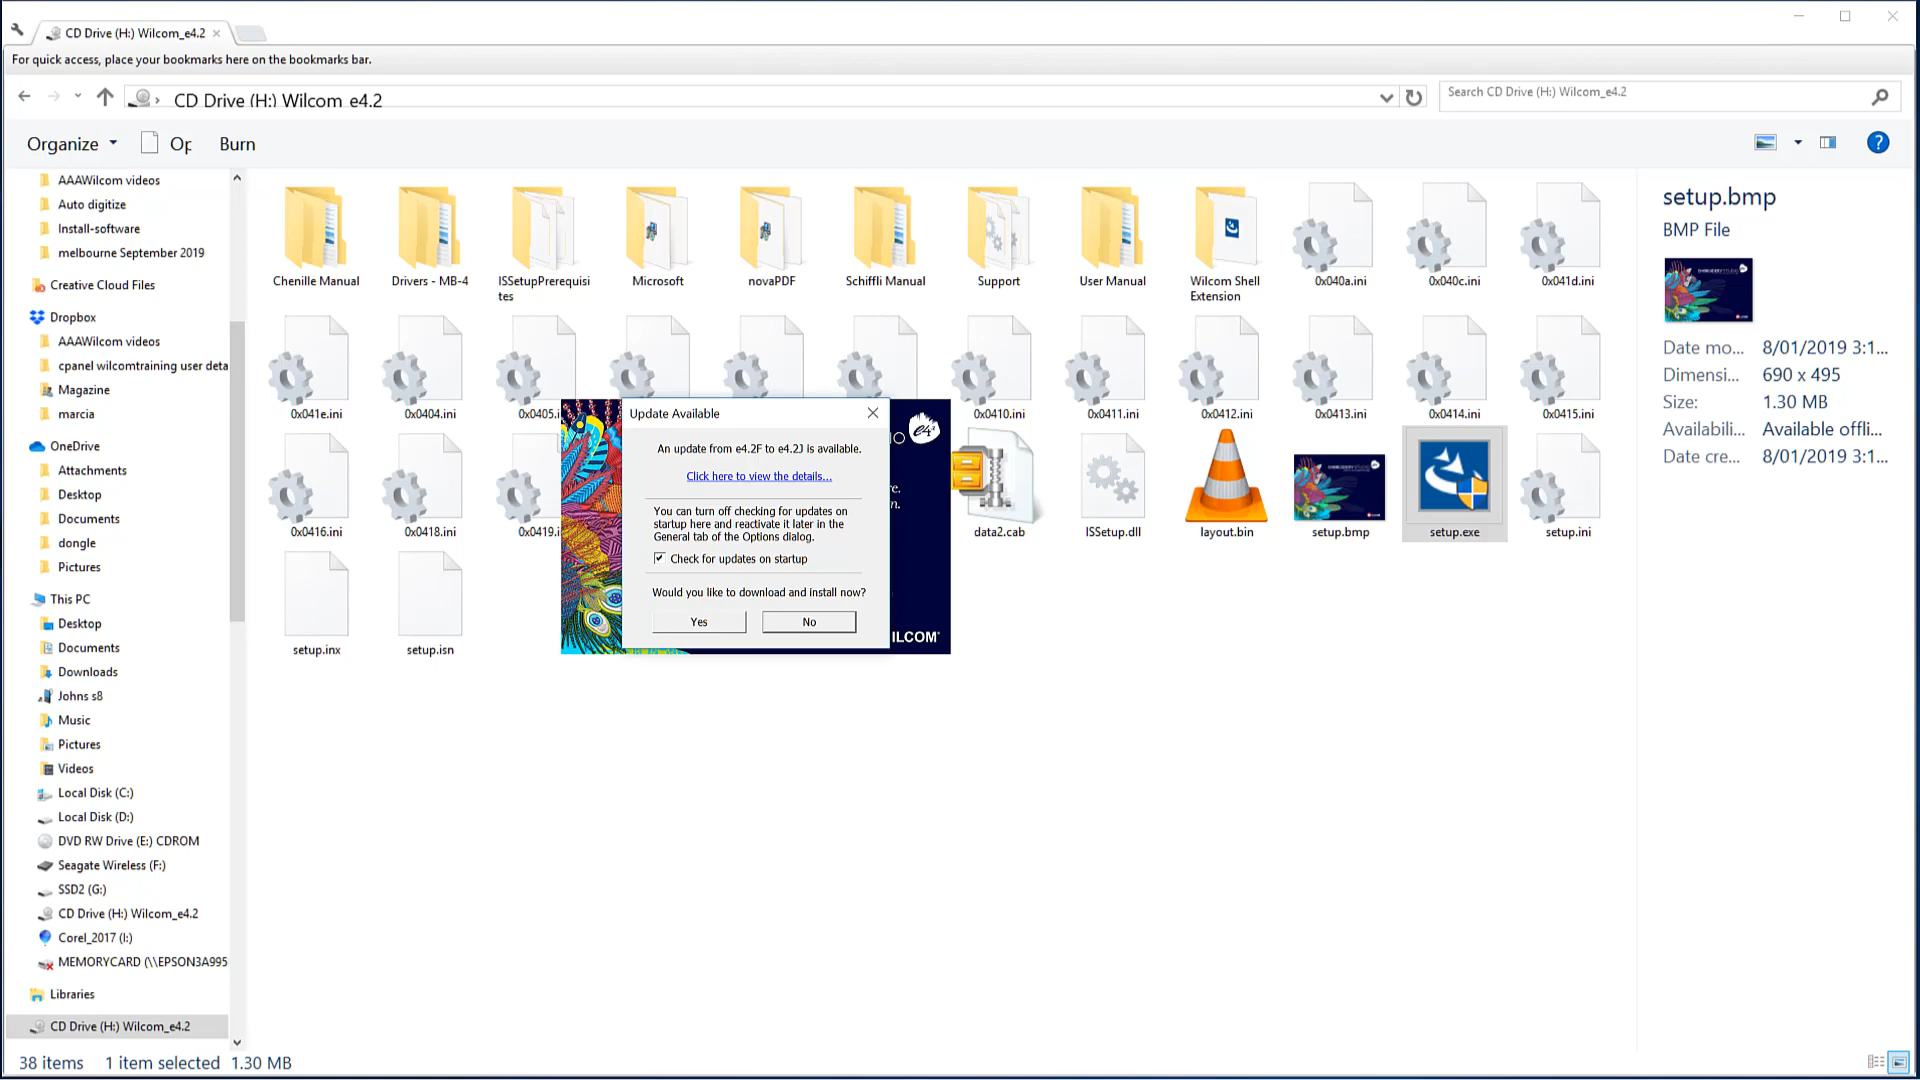 CD Drive (H:) Wilcom_e4.2
For quick access, place your bookmarks here on the bookmarks bar.
CD Drive (H:) Wilcom_e4.2
Search CD Drive (H:) Wilcom_e4.2
Organize
Op
Burn
AAAWilcom videos
Auto digitize
Install-software
melbourne September 2019
Creative Cloud Files
Dropbox
AAAWilcom videos
cpanel wilcomtraining user deta
Magazine
marcia
OneDrive
Attachments
Desktop
Documents
dongle
Pictures
This PC
Desktop
Documents
Downloads
Johns s8
Music
Pictures
Videos
Local Disk (C:)
Local Disk (D:)
DVD RW Drive (E:) CDROM
Seagate Wireless (F:)
SSD2 (G:)
CD Drive (H:) Wilcom_e4.2
Corel_2017 (I:)
MEMORYCARD (\\EPSON3A995
Libraries
CD Drive (H:) Wilcom_e4.2
Chenille Manual
Drivers - MB-4
ISSetupPrerequisi
tes
Microsoft
novaPDF
Schiffli Manual
Support
User Manual
Wilcom Shell
Extension
0x040a.ini
0x040c.ini
0x041d.ini
0x041e.ini
0x0404.ini
0x0405.i
0x0410.ini
0x0411.ini
0x0412.ini
0x0413.ini
0x0414.ini
0x0415.ini
0x0416.ini
0x0418.ini
0x0419.i
data2.cab
ISSetup.dll
layout.bin
setup.bmp
setup.exe
setup.ini
setup.inx
setup.isn
Update Available
An update from e4.2F to e4.2J is available.
Click here to view the details...
You can turn off checking for updates on
startup here and reactivate it later in the
General tab of the Options dialog.
Check for updates on startup
Would you like to download and install now?
Yes
No
IO
e4²
re.
n.
ILCOM®
setup.bmp
BMP File
Date mo... 8/01/2019 3:1...
Dimensi... 690 x 495
Size: 1.30 MB
Availabili... Available offli...
Date cre... 8/01/2019 3:1...
38 items 1 item selected 1.30 MB